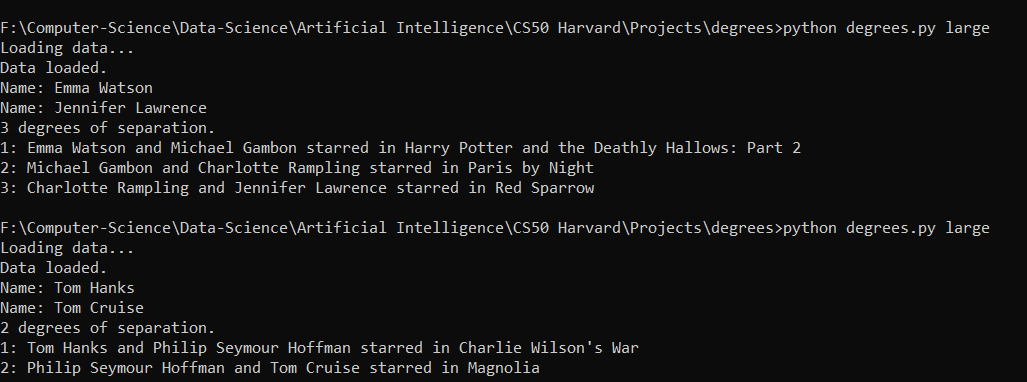 F:\Computer-Science\Data-Science\Artificial Intelligence\CS50 Harvard\Projects\degrees>python degrees.py large
Loading data...
Data loaded.
Name: Emma Watson
Name: Jennifer Lawrence
3 degrees of separation.
1: Emma Watson and Michael Gambon starred in Harry Potter and the Deathly Hallows: Part 2
2: Michael Gambon and Charlotte Rampling starred in Paris by Night
3: Charlotte Rampling and Jennifer Lawrence starred in Red Sparrow
F:\Computer-Science\Data-Science\Artificial Intelligence\CS50 Harvard\Projects\degrees>python degrees.py large
Loading data...
Data loaded.
Name: Tom Hanks
Name: Tom Cruise
2 degrees of separation.
1: Tom Hanks and Philip Seymour Hoffman starred in Charlie Wilson's War
2: Philip Seymour Hoffman and Tom Cruise starred in Magnolia